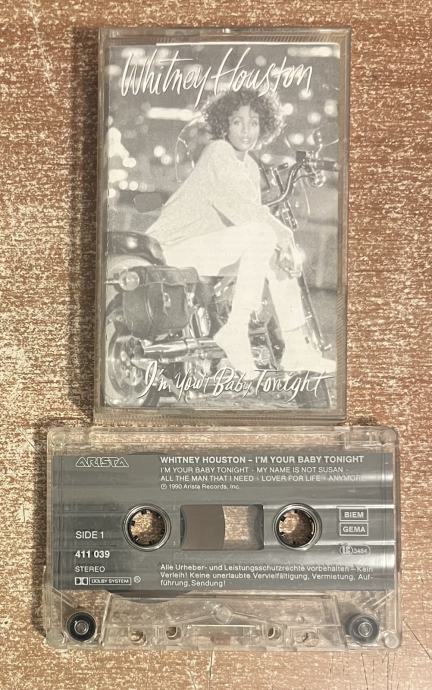 Whitney Houston
I'm Your Baby Tonight
ARISTA
WHITNEY HOUSTON – I'M YOUR BABY TONIGHT
I'M YOUR BABY TONIGHT · MY NAME IS NOT SUSAN ·
ALL THE MAN THAT I NEED · LOVER FOR LIFE · ANYMORE
℗ 1990 Arista Records, Inc.
SIDE 1
411 039
STEREO
DOLBY SYSTEM
BIEM
GEMA
3484
Alle Urheber- und Leistungsschutzrechte vorbehalten – Kein
Verleih! Keine unerlaubte Vervielfältigung, Vermietung, Auf-
führung, Sendung!